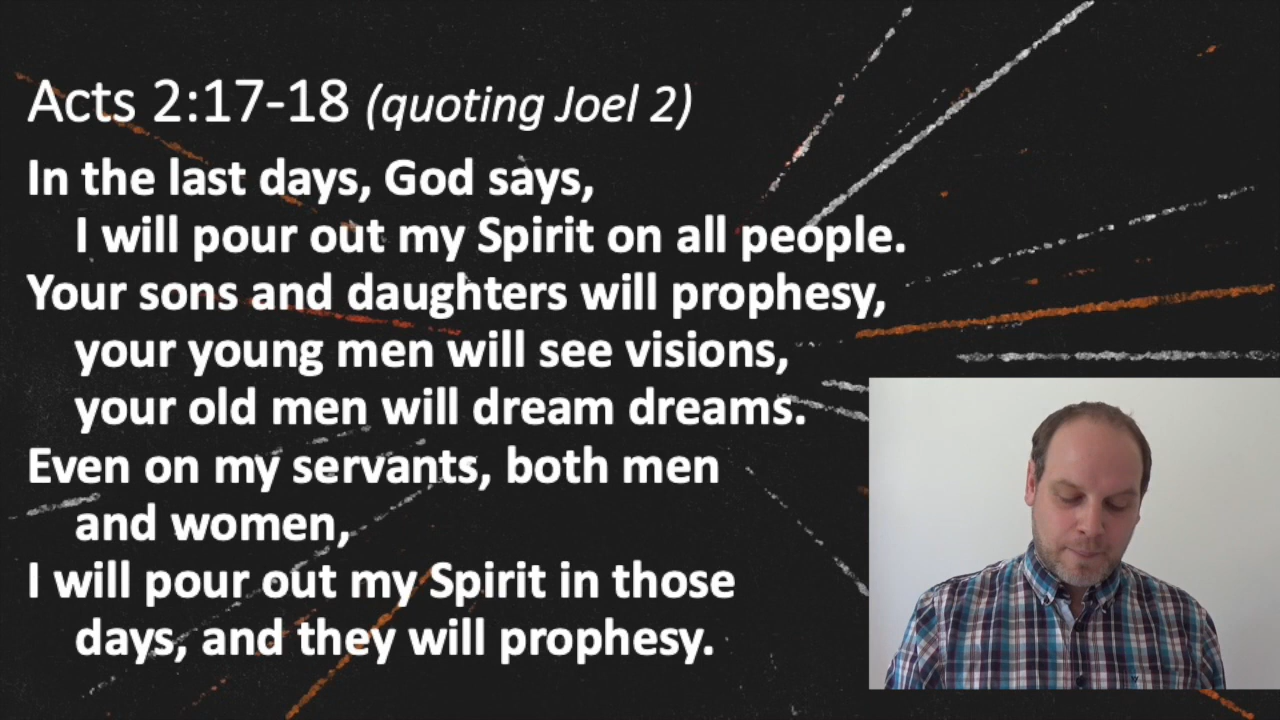 Acts 2:17-18 (quoting Joel 2)
In the last days, God says,
I will pour out my Spirit on all people.
Your sons and daughters will prophesy,
your young men will see visions,
your old men will dream dreams.
Even on my servants, both men
and women,
I will pour out my Spirit in those
days, and they will prophesy.